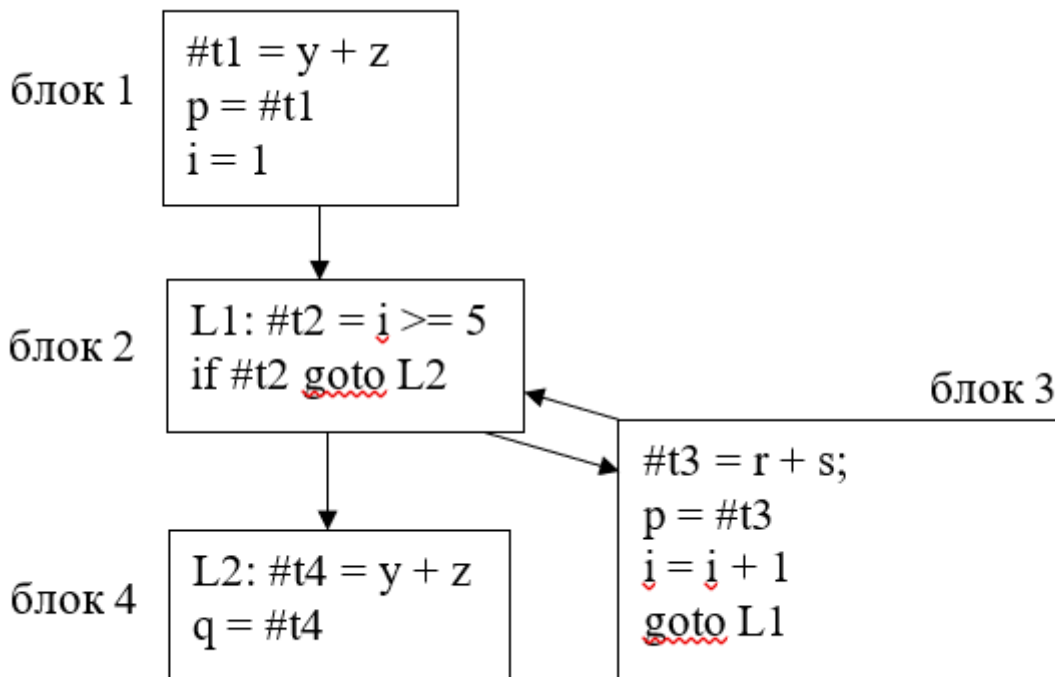 блок 1
#t1 = y + z
p = #t1
i = 1
блок 2
L1: #t2 = i >= 5
if #t2 goto L2
блок 3
#t3 = r + s;
p = #t3
i = i + 1
goto L1
блок 4
L2: #t4 = y + z
q = #t4